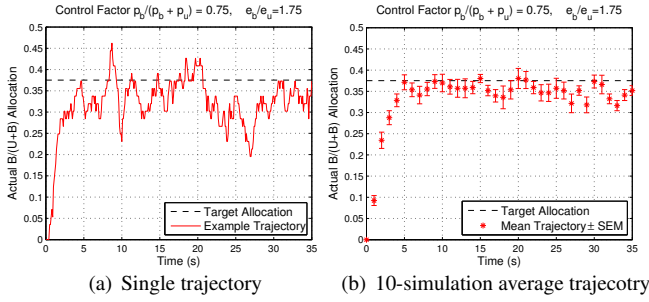 Control Factor p_b/(p_b + p_u) = 0.75, e_b/e_u=1.75
0.5
0.45
0.4
0.35
0.3
0.25
0.2
0.15
0.1
0.05
0
Actual B/(U+B) Allocation
0 5 10 15 20 25 30 35
Time (s)
Target Allocation
Example Trajectory
(a) Single trajectory
Control Factor p_b/(p_b + p_u) = 0.75, e_b/e_u=1.75
0.5
0.45
0.4
0.35
0.3
0.25
0.2
0.15
0.1
0.05
0
Actual B/(U+B) Allocation
0 5 10 15 20 25 30 35
Time (s)
Target Allocation
Mean Trajectory± SEM
(b) 10-simulation average trajecotry